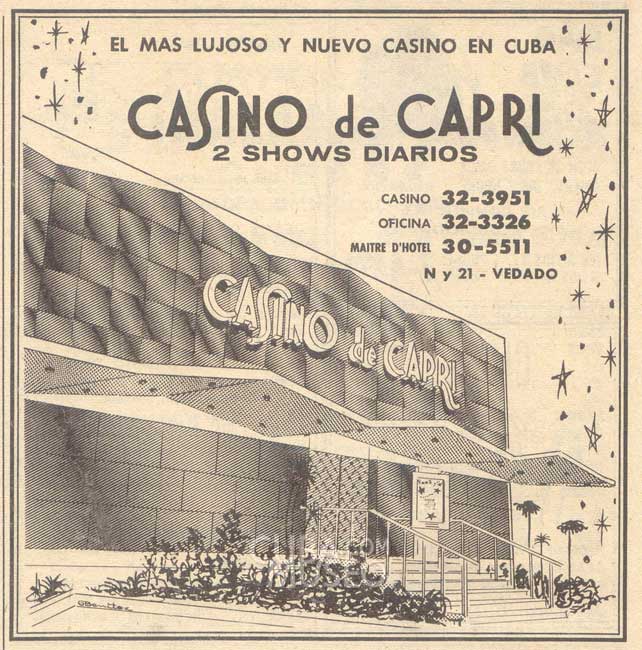 EL MAS LUJOSO Y NUEVO CASINO EN CUBA
CASINO de CAPRI
2 SHOWS DIARIOS
CASINO 32-3951
OFICINA 32-3326
MAITRE D'HOTEL 30-5511
N y 21 - VEDADO
CASINO de CAPRI